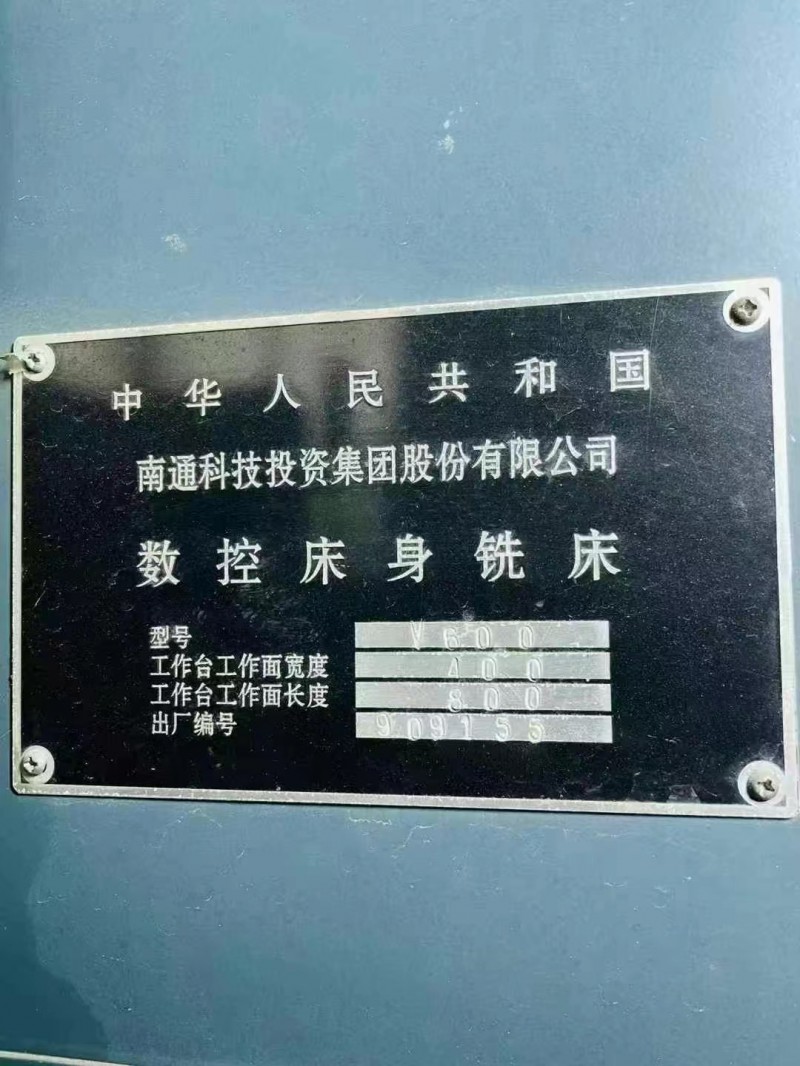 中华人民共和国
南通科技投资集团股份有限公司
数控床身铣床
型号 V600
工作台工作面宽度 400
工作台工作面长度 800
出厂编号 909155